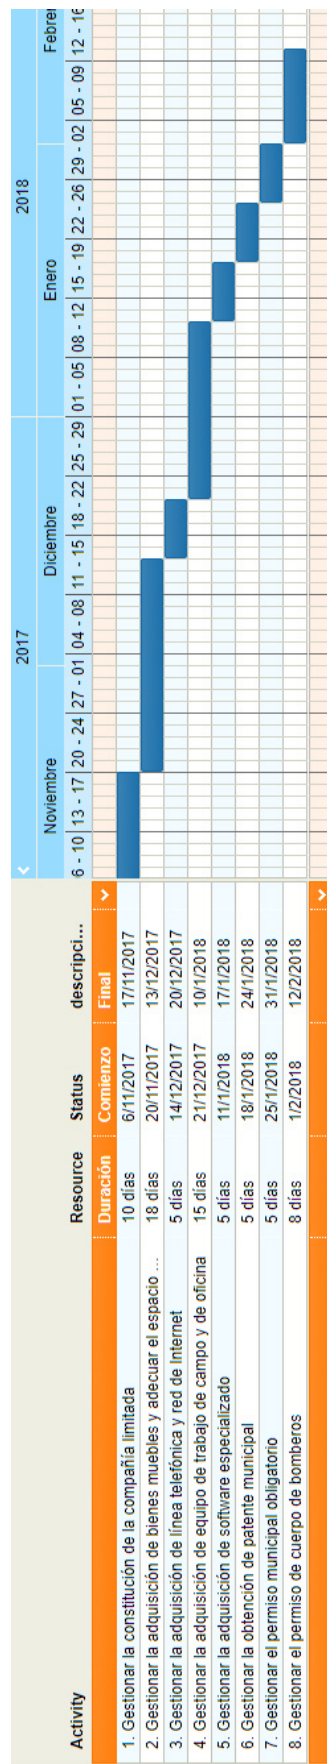 2017 2018
Activity Resource Status descripci... Noviembre Diciembre Enero Febrer
6 - 10 13 - 17 20 - 24 27 - 01 04 - 08 11 - 15 18 - 22 25 - 29 01 - 05 08 - 12 15 - 19 22 - 26 29 - 02 05 - 09 12 - 16
Duración Comienzo Final
1. Gestionar la constitución de la compañía limitada 10 días 6/11/2017 17/11/2017
2. Gestionar la adquisición de bienes muebles y adecuar el espacio ... 18 días 20/11/2017 13/12/2017
3. Gestionar la adquisición de línea telefónica y red de Internet 5 días 14/12/2017 20/12/2017
4. Gestionar la adquisición de equipo de trabajo de campo y de oficina 15 días 21/12/2017 10/1/2018
5. Gestionar la adquisición de software especializado 5 días 11/1/2018 17/1/2018
6. Gestionar la obtención de patente municipal 5 días 18/1/2018 24/1/2018
7. Gestionar el permiso municipal obligatorio 5 días 25/1/2018 31/1/2018
8. Gestionar el permiso de cuerpo de bomberos 8 días 1/2/2018 12/2/2018